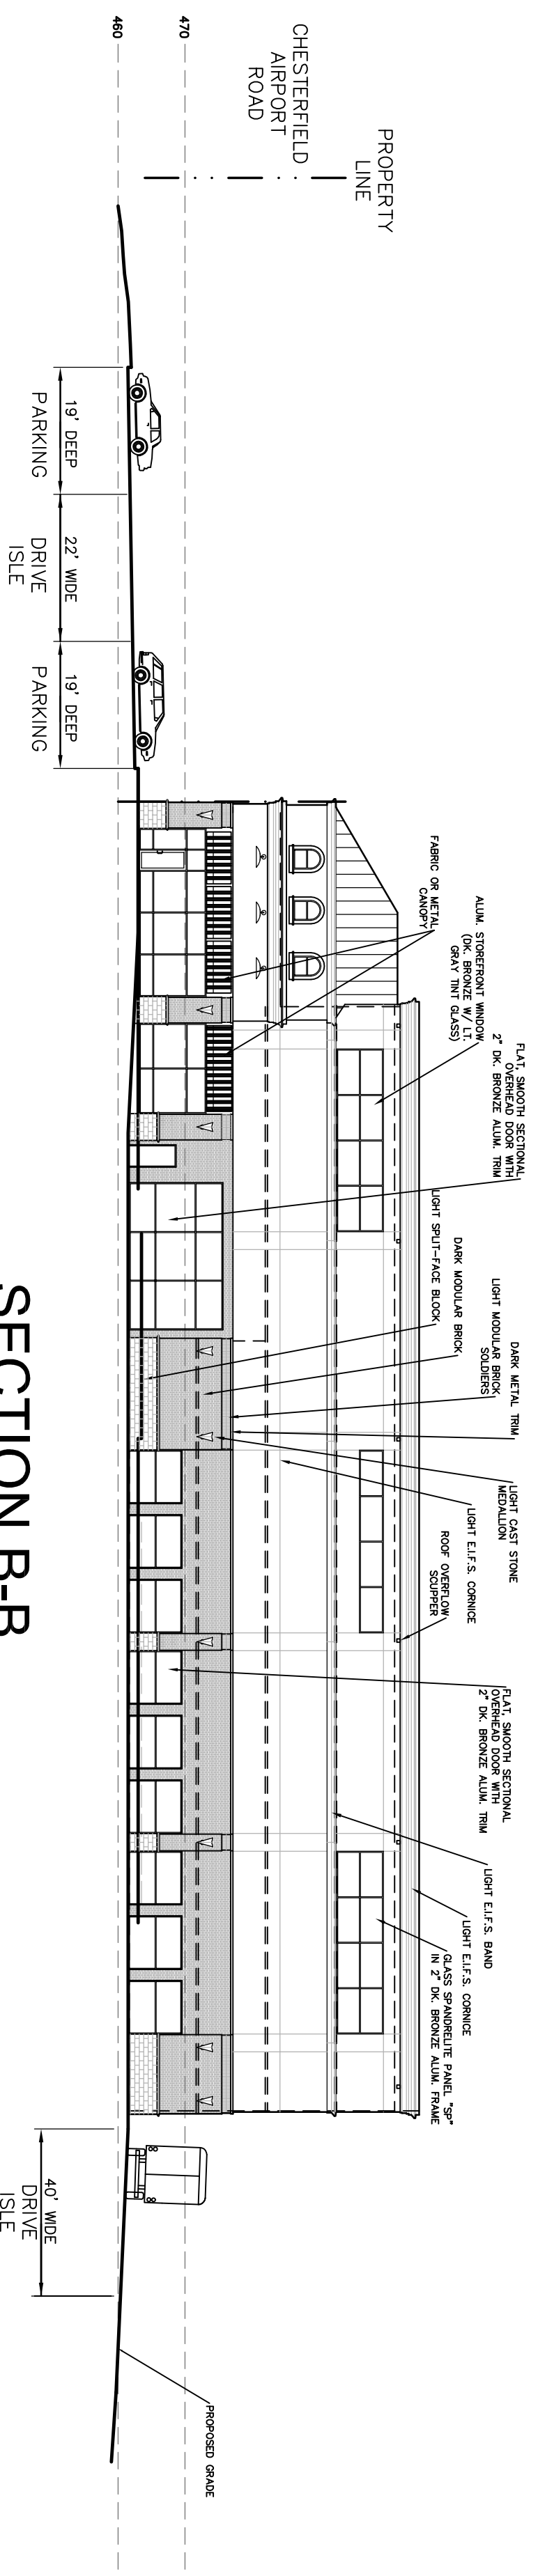 PROPERTY
LINE
CHESTERFIELD
AIRPORT
ROAD
470
460
19' DEEP
PARKING
22' WIDE
DRIVE
ISLE
19' DEEP
PARKING
FABRIC OR METAL
CANOPY
ALUM. STOREFRONT WINDOW
(DK. BRONZE W/ LT.
GRAY TINT GLASS)
FLAT, SMOOTH SECTIONAL
OVERHEAD DOOR WITH
2" DK. BRONZE ALUM. TRIM
LIGHT SPLIT-FACE BLOCK
DARK MODULAR BRICK
LIGHT MODULAR BRICK
SOLDIERS
DARK METAL TRIM
LIGHT CAST STONE
MEDALLION
LIGHT E.I.F.S. CORNICE
ROOF OVERFLOW
SCUPPER
FLAT, SMOOTH SECTIONAL
OVERHEAD DOOR WITH
2" DK. BRONZE ALUM. TRIM
LIGHT E.I.F.S. BAND
LIGHT E.I.F.S. CORNICE
GLASS SPANDRELITE PANEL "SP"
IN 2" DK. BRONZE ALUM. FRAME
40' WIDE
DRIVE
ISLE
PROPOSED GRADE
SECTION B-B